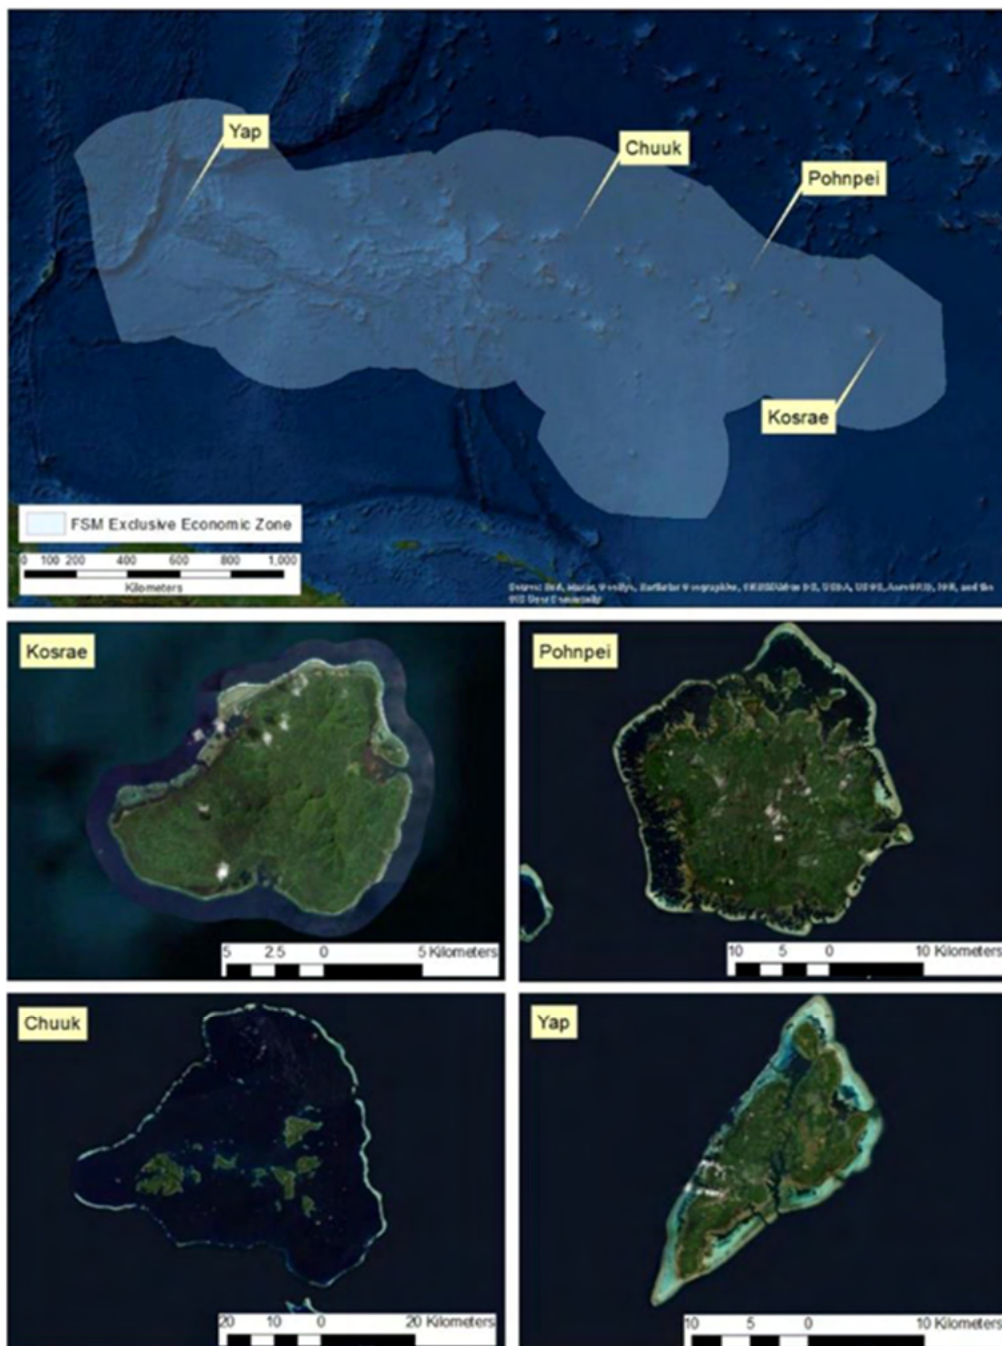 Yap
Chuuk
Pohnpei
Kosrae
FSM Exclusive Economic Zone
0 100 200 400 600 800 1,000
Kilometers
and the
Kosrae
5 2.5 0 5 Kilometers
Pohnpei
10 5 0 10 Kilometers
Chuuk
20 10 0 20 Kilometers
Yap
10 5 0 10 Kilometers